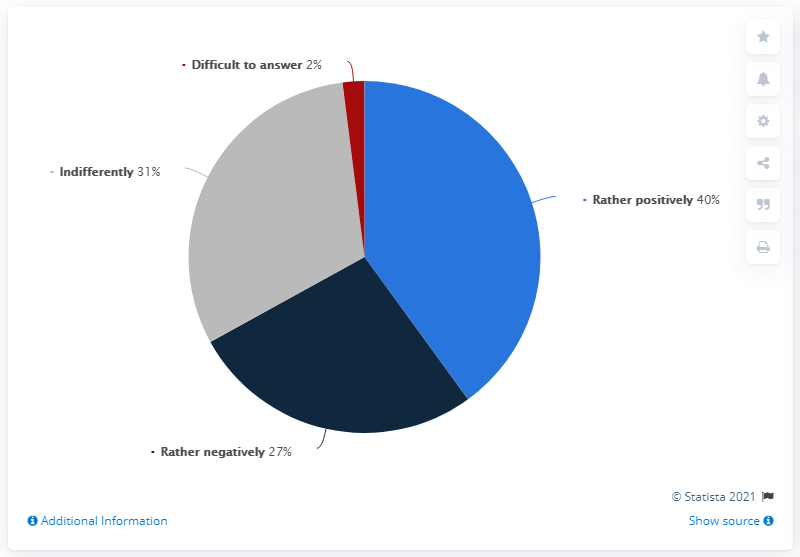 Difficult to answer 2%
Indifferently 31%
Rather positively 40%
Rather negatively 27%
© Statista 2021
Additional Information
Show source